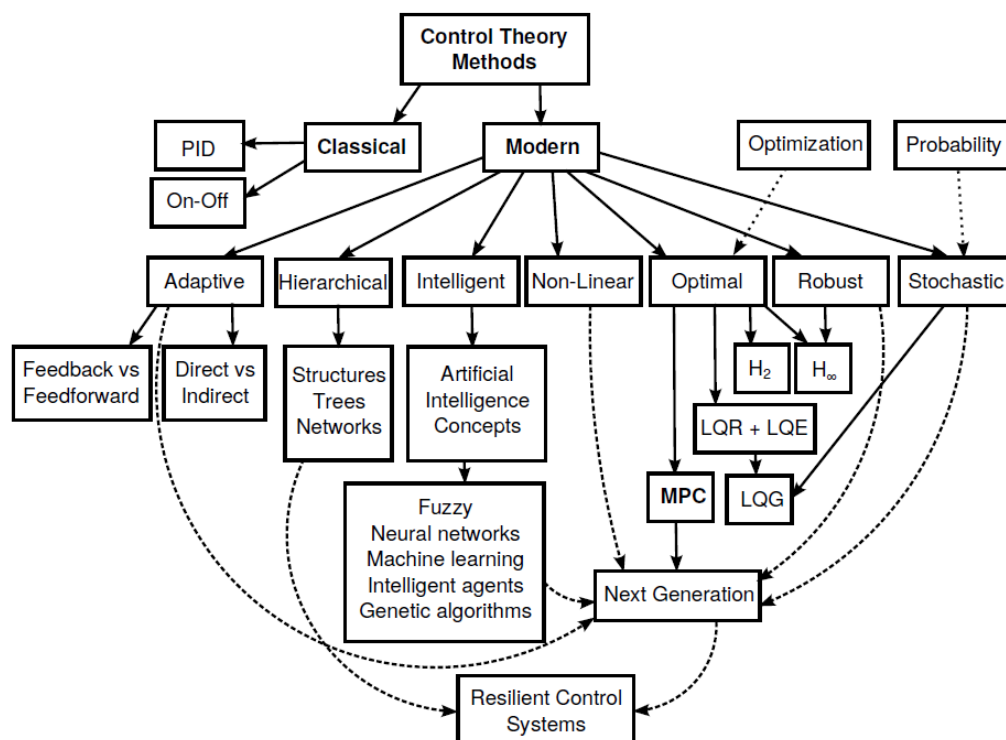 Control Theory
Methods
PID
Classical
Modern
Optimization
Probability
On-Off
Adaptive
Hierarchical
Intelligent
Non-Linear
Optimal
Robust
Stochastic
Feedback vs
Feedforward
Direct vs
Indirect
Structures
Trees
Networks
Artificial
Intelligence
Concepts
H₂
H∞
LQR + LQE
MPC
LQG
Fuzzy
Neural networks
Machine learning
Intelligent agents
Genetic algorithms
Next Generation
Resilient Control
Systems